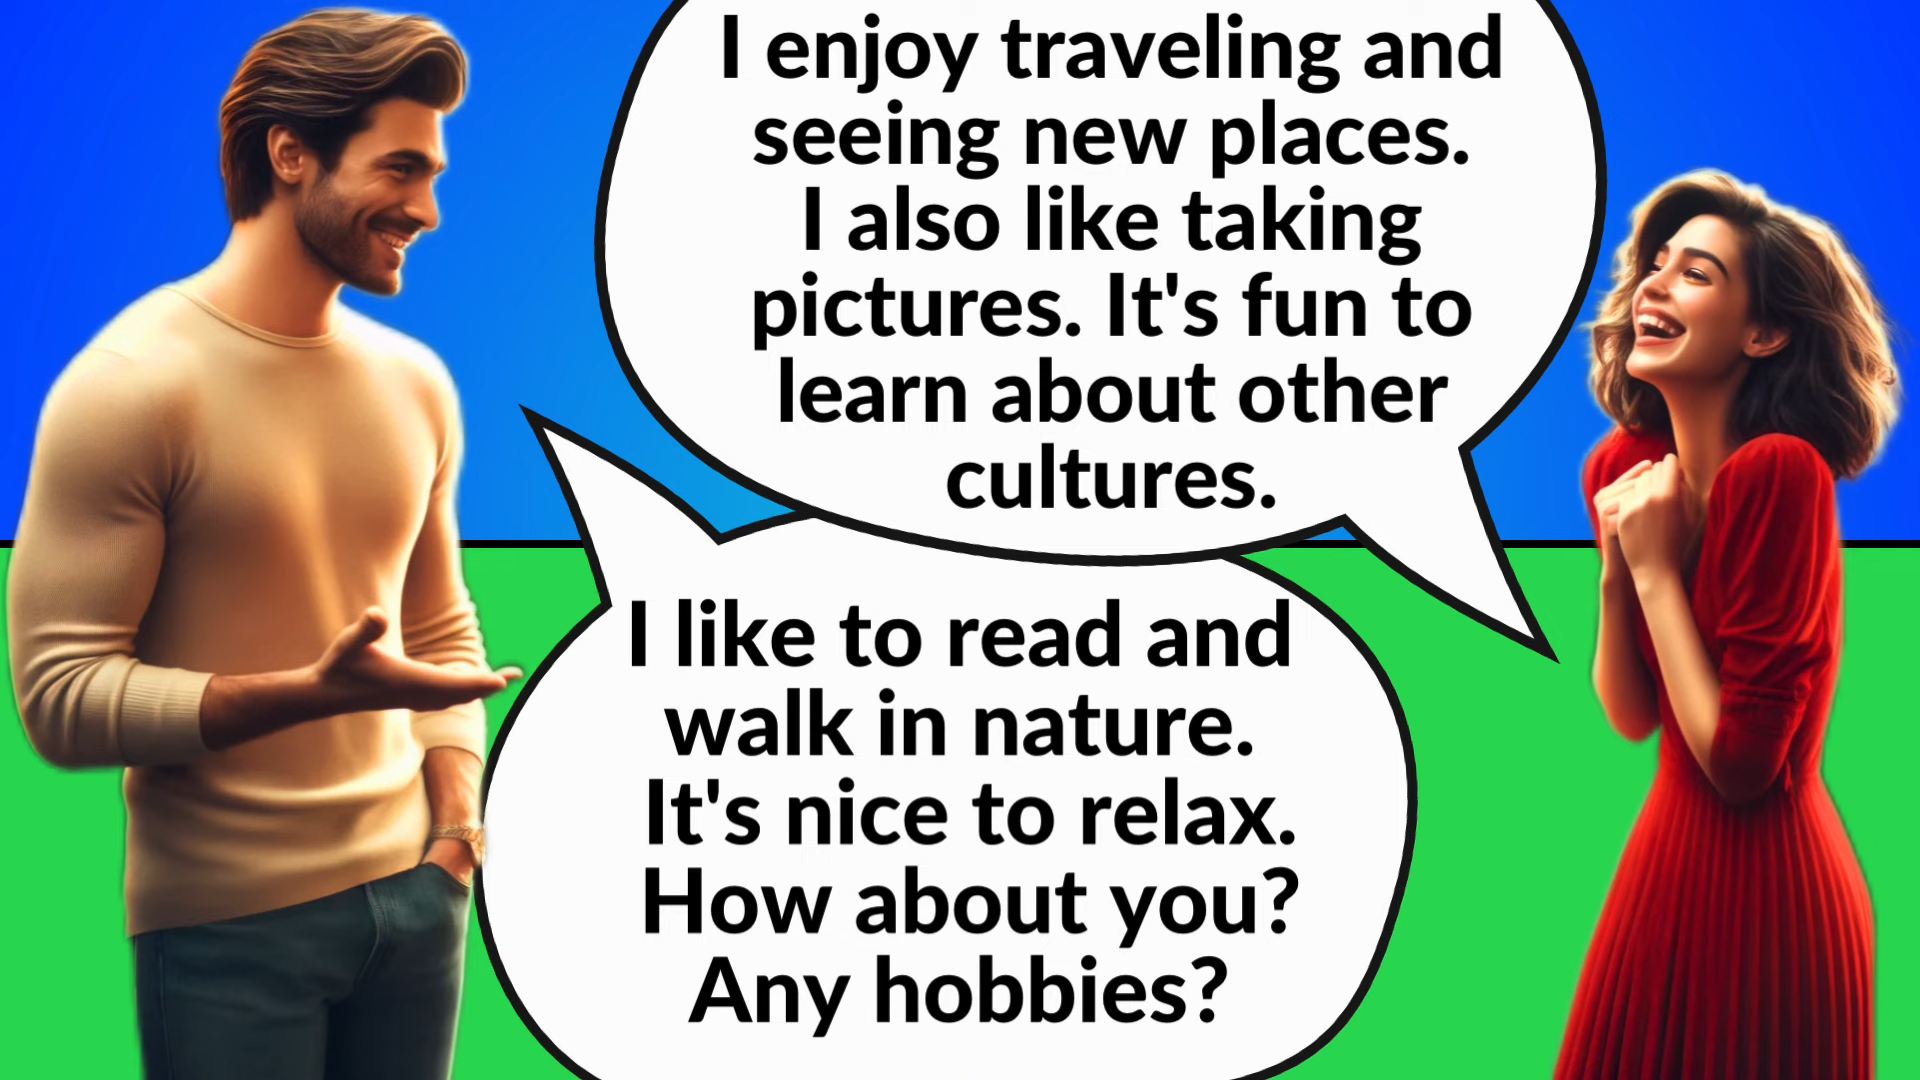 I enjoy traveling and
seeing new places.
I also like taking
pictures. It's fun to
learn about other
cultures.
I like to read and
walk in nature.
It's nice to relax.
How about you?
Any hobbies?